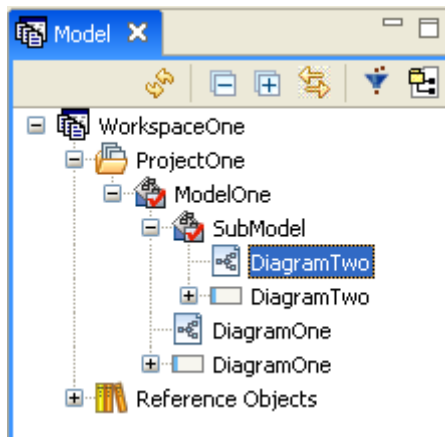 Model
WorkspaceOne
ProjectOne
ModelOne
SubModel
DiagramTwo
DiagramTwo
DiagramOne
DiagramOne
Reference Objects